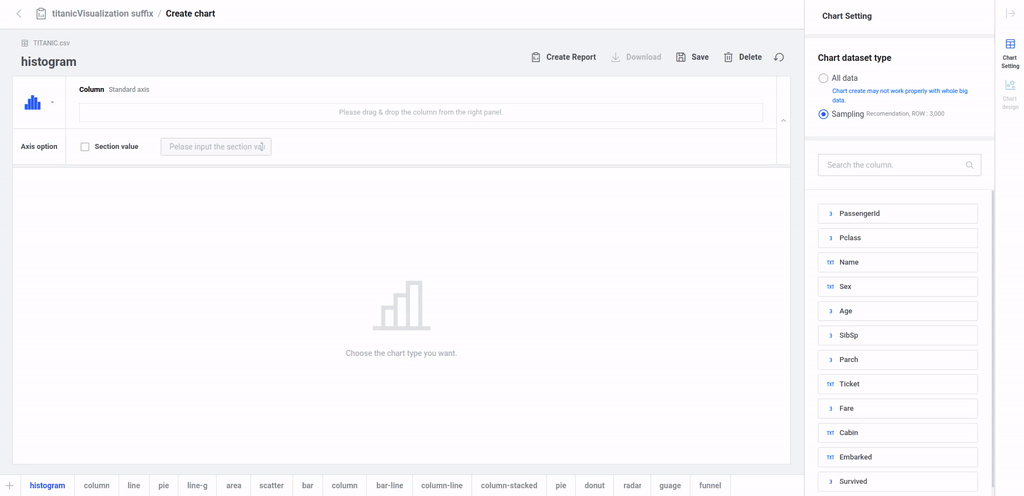 titanicVisualization suffix / Create chart
TITANIC.csv
histogram
Create Report
Download
Save
Delete
Column Standard axis
Please drag & drop the column from the right panel.
Axis option
Section value
Pelase input the section val
Choose the chart type you want.
histogram
column
line
pie
line-g
area
scatter
bar
column
bar-line
column-line
column-stacked
pie
donut
radar
guage
funnel
Chart Setting
Chart dataset type
All data
Chart create may not work properly with whole big
data.
Sampling Recomendation, ROW : 3,000
Search the column.
3 PassengerId
3 Pclass
TXT Name
TXT Sex
3 Age
3 SibSp
3 Parch
TXT Ticket
3 Fare
TXT Cabin
TXT Embarked
3 Survived
Chart
Setting
Chart
design